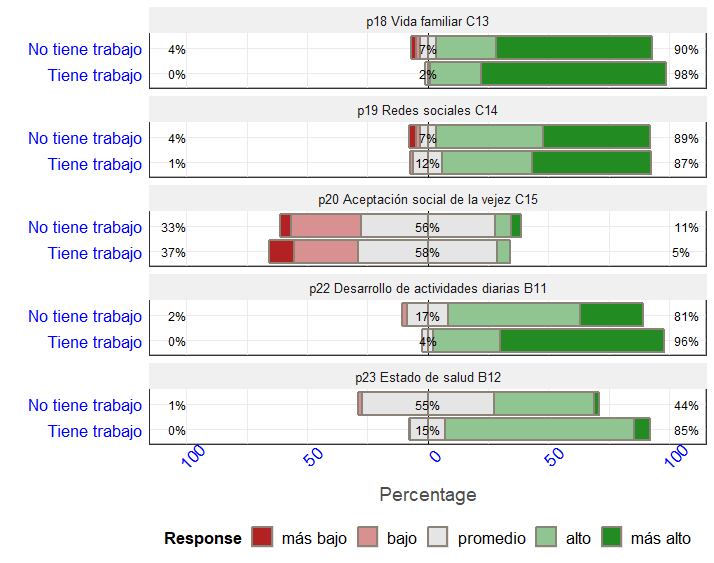 p18 Vida familiar C13
No tiene trabajo 4% 7% 90%
Tiene trabajo 0% 2% 98%
p19 Redes sociales C14
No tiene trabajo 4% 7% 89%
Tiene trabajo 1% 12% 87%
p20 Aceptación social de la vejez C15
No tiene trabajo 33% 56% 11%
Tiene trabajo 37% 58% 5%
p22 Desarrollo de actividades diarias B11
No tiene trabajo 2% 17% 81%
Tiene trabajo 0% 4% 96%
p23 Estado de salud B12
No tiene trabajo 1% 55% 44%
Tiene trabajo 0% 15% 85%
100 50 0 50 100
Percentage
Response más bajo bajo promedio alto más alto